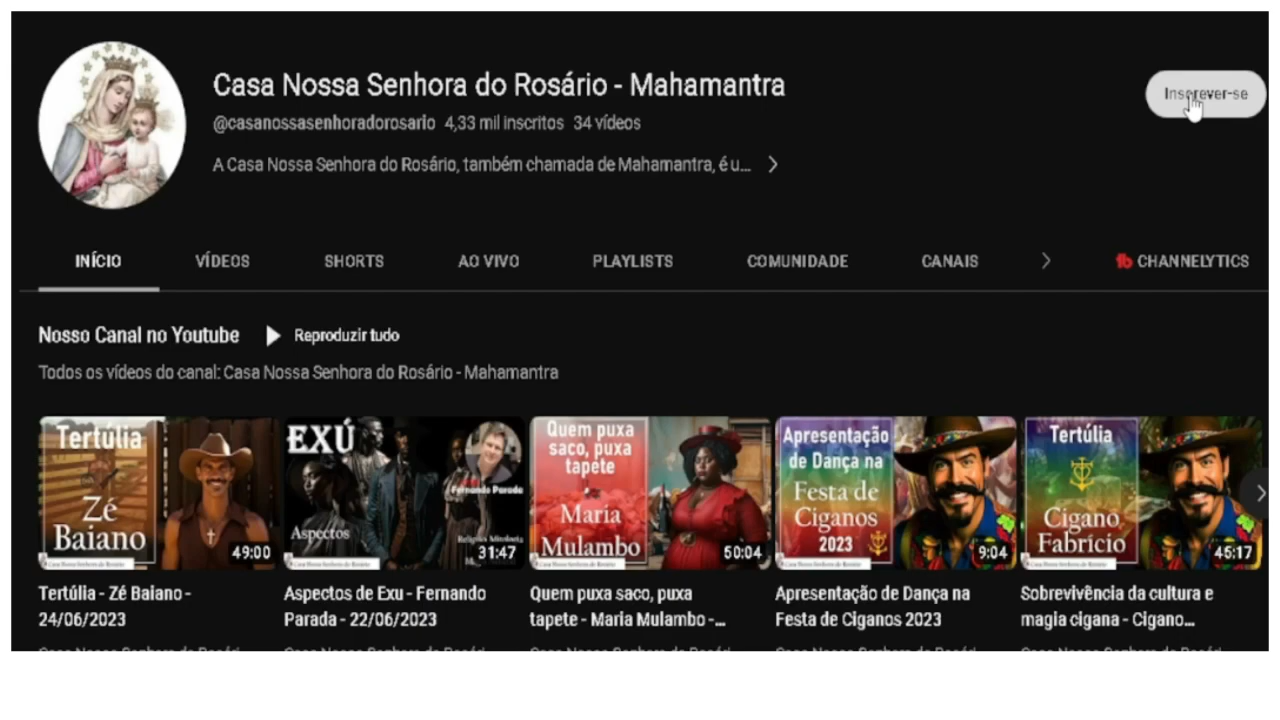 Casa Nossa Senhora do Rosário - Mahamantra
@casanossasenhoradorosario 4,33 mil inscritos 34 vídeos
A Casa Nossa Senhora do Rosário, também chamada de Mahamantra, é u...
Inscrever-se
INÍCIO VÍDEOS SHORTS AO VIVO PLAYLISTS COMUNIDADE CANAIS CHANNELYTICS
Nosso Canal no Youtube Reproduzir tudo
Todos os vídeos do canal: Casa Nossa Senhora do Rosário - Mahamantra
Tertúlia
Zé
Baiano
49:00
EXÚ
Fernando Parada
Aspectos
31:47
Quem puxa
saco, puxa
tapete
Maria
Mulambo
50:04
Apresentação
de Dança na
Festa de
Ciganos
2023
9:04
Tertúlia
Cigano
Fabrício
45:17
Tertúlia - Zé Baiano -
24/06/2023
Aspectos de Exu - Fernando
Parada - 22/06/2023
Quem puxa saco, puxa
tapete - Maria Mulambo -...
Apresentação de Dança na
Festa de Ciganos 2023
Sobrevivência da cultura e
magia cigana - Cigano...